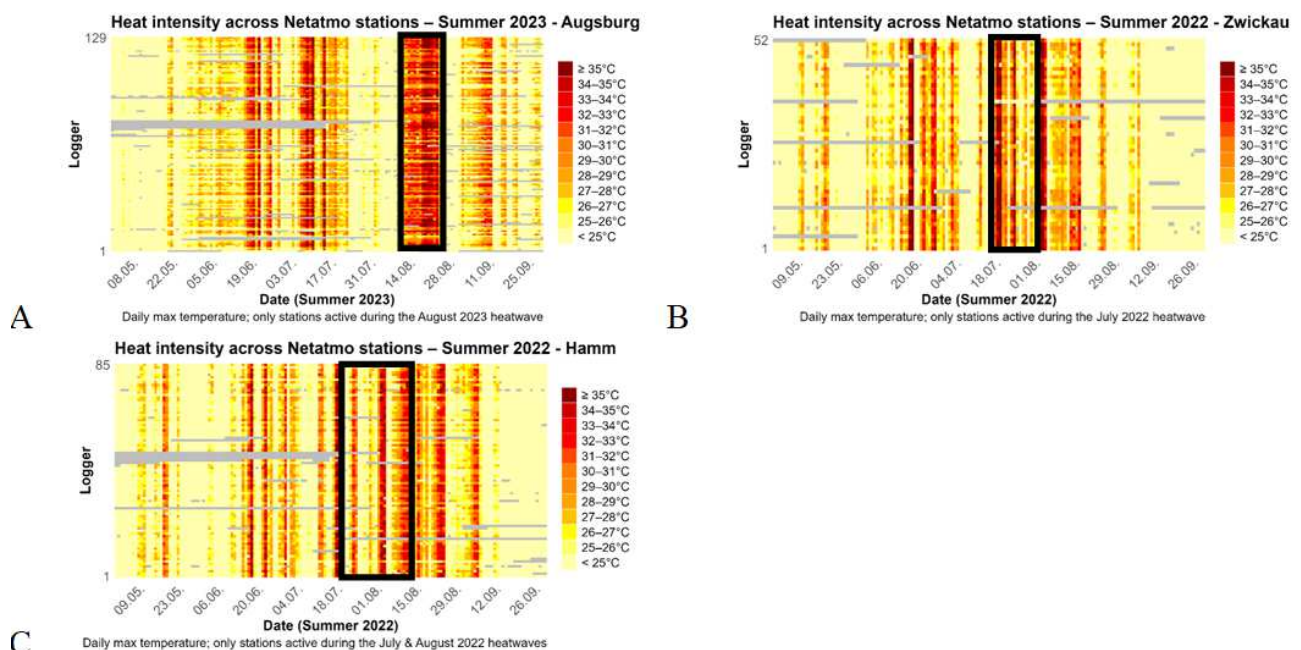 Heat intensity across Netatmo stations – Summer 2023 - Augsburg
129
Logger
1
≥ 35°C
34–35°C
33–34°C
32–33°C
31–32°C
30–31°C
29–30°C
28–29°C
27–28°C
26–27°C
25–26°C
< 25°C
08.05. 22.05. 05.06. 19.06. 03.07. 17.07. 31.07. 14.08. 28.08. 11.09. 25.09.
Date (Summer 2023)
Daily max temperature; only stations active during the August 2023 heatwave
A
Heat intensity across Netatmo stations – Summer 2022 - Zwickau
52
Logger
1
≥ 35°C
34–35°C
33–34°C
32–33°C
31–32°C
30–31°C
29–30°C
28–29°C
27–28°C
26–27°C
25–26°C
< 25°C
09.05. 23.05. 06.06. 20.06. 04.07. 18.07. 01.08. 15.08. 29.08. 12.09. 26.09.
Date (Summer 2022)
Daily max temperature; only stations active during the July 2022 heatwave
B
Heat intensity across Netatmo stations – Summer 2022 - Hamm
85
Logger
1
≥ 35°C
34–35°C
33–34°C
32–33°C
31–32°C
30–31°C
29–30°C
28–29°C
27–28°C
26–27°C
25–26°C
< 25°C
09.05. 23.05. 06.06. 20.06. 04.07. 18.07. 01.08. 15.08. 29.08. 12.09. 26.09.
Date (Summer 2022)
Daily max temperature; only stations active during the July & August 2022 heatwaves
C